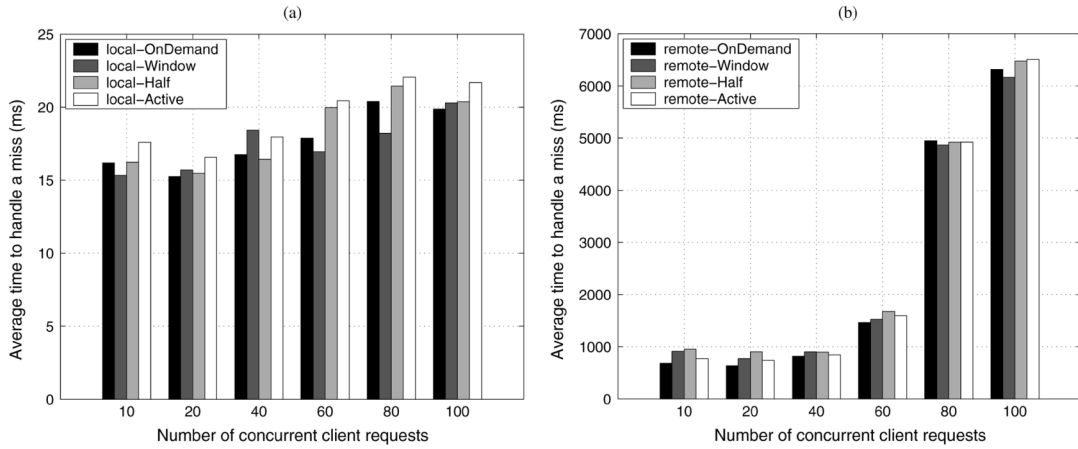 (a)
25
20
15
10
5
0
Average time to handle a miss (ms)
local-OnDemand
local-Window
local-Half
local-Active
10 20 40 60 80 100
Number of concurrent client requests
(b)
7000
6000
5000
4000
3000
2000
1000
0
Average time to handle a miss (ms)
remote-OnDemand
remote-Window
remote-Half
remote-Active
10 20 40 60 80 100
Number of concurrent client requests